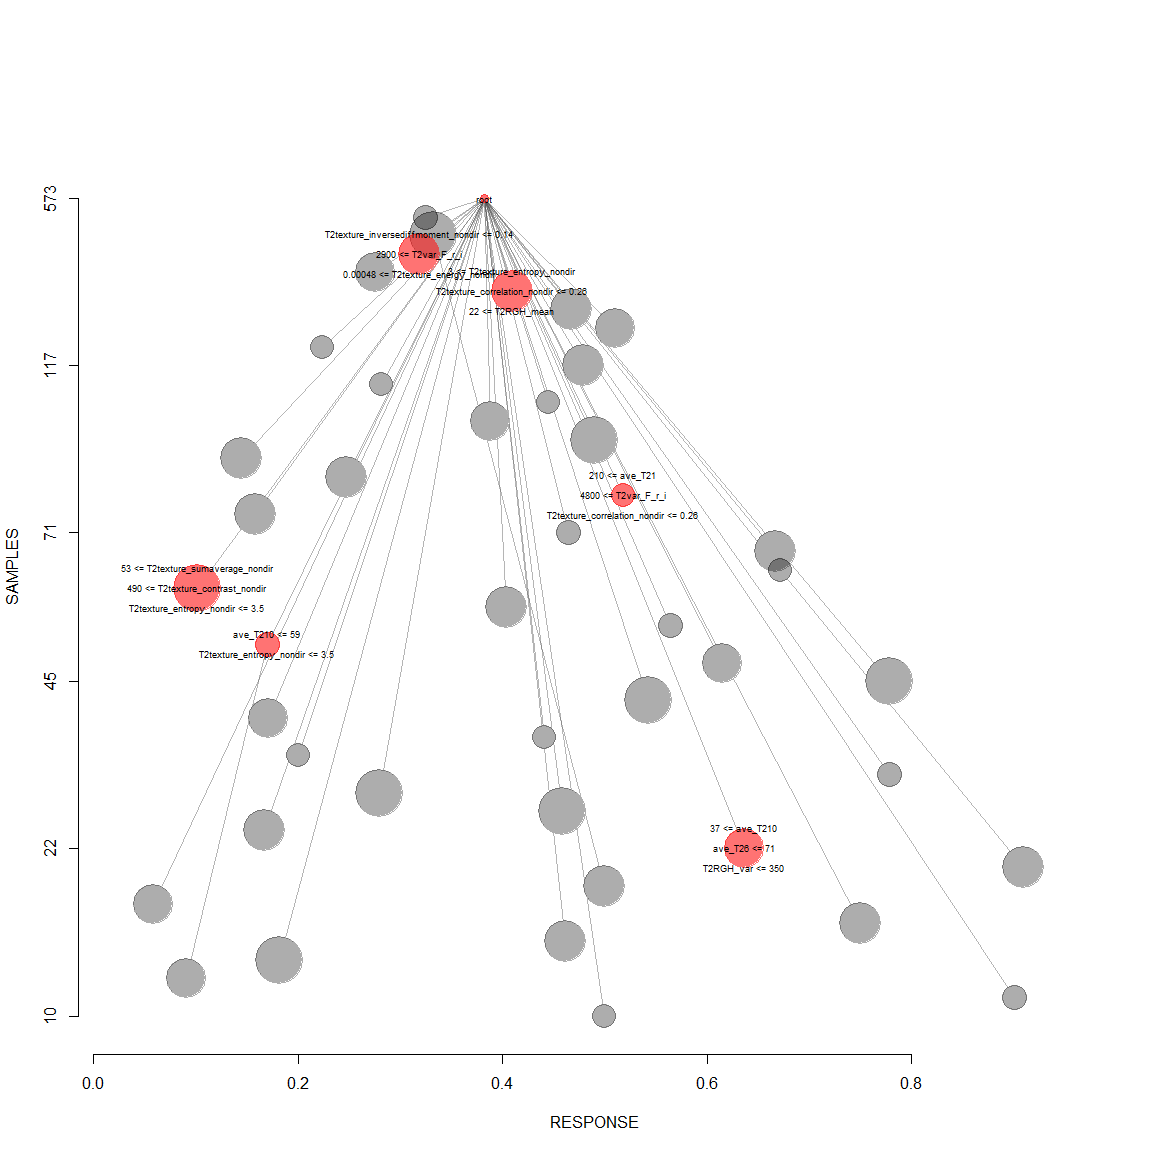 573
root
T2texture_inversediffmoment_nondir <= 0.14
2900 <= T2var_F_r_i
0.00048 <= T2texture_energy_nondir
3 <= T2texture_entropy_nondir
T2texture_correlation_nondir <= 0.26
22 <= T2RGH_mean
117
210 <= ave_T21
4800 <= T2var_F_r_i
T2texture_correlation_nondir <= 0.26
71
SAMPLES
53 <= T2texture_sumaverage_nondir
490 <= T2texture_contrast_nondir
T2texture_entropy_nondir <= 3.5
ave_T210 <= 59
T2texture_entropy_nondir <= 3.5
45
37 <= ave_T210
ave_T26 <= 71
T2RGH_var <= 350
22
10
0.0 0.2 0.4 0.6 0.8
RESPONSE